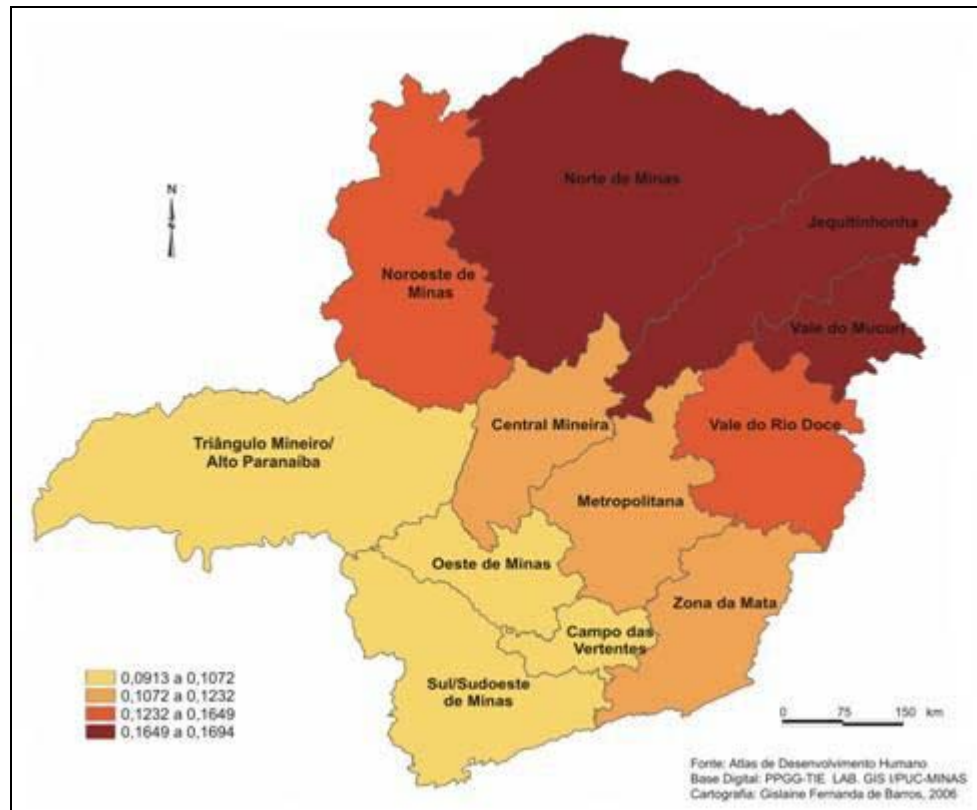 Norte de Minas
Jequitinhonha
N
Noroeste de
Minas
Vale do Mucuri
Central Mineira
Vale do Rio Doce
Triângulo Mineiro/
Alto Paranaíba
Metropolitana
Oeste de Minas
Zona da Mata
Campo das
Vertentes
Sul/Sudoeste
de Minas
0,0913 a 0,1072
0,1072 a 0,1232
0,1232 a 0,1649
0,1649 a 0,1694
0 75 150 km
Fonte: Atlas de Desenvolvimento Humano
Base Digital: PPGG-TIE LAB. GIS I/PUC-MINAS
Cartografia: Gislaine Fernanda de Barros, 2006